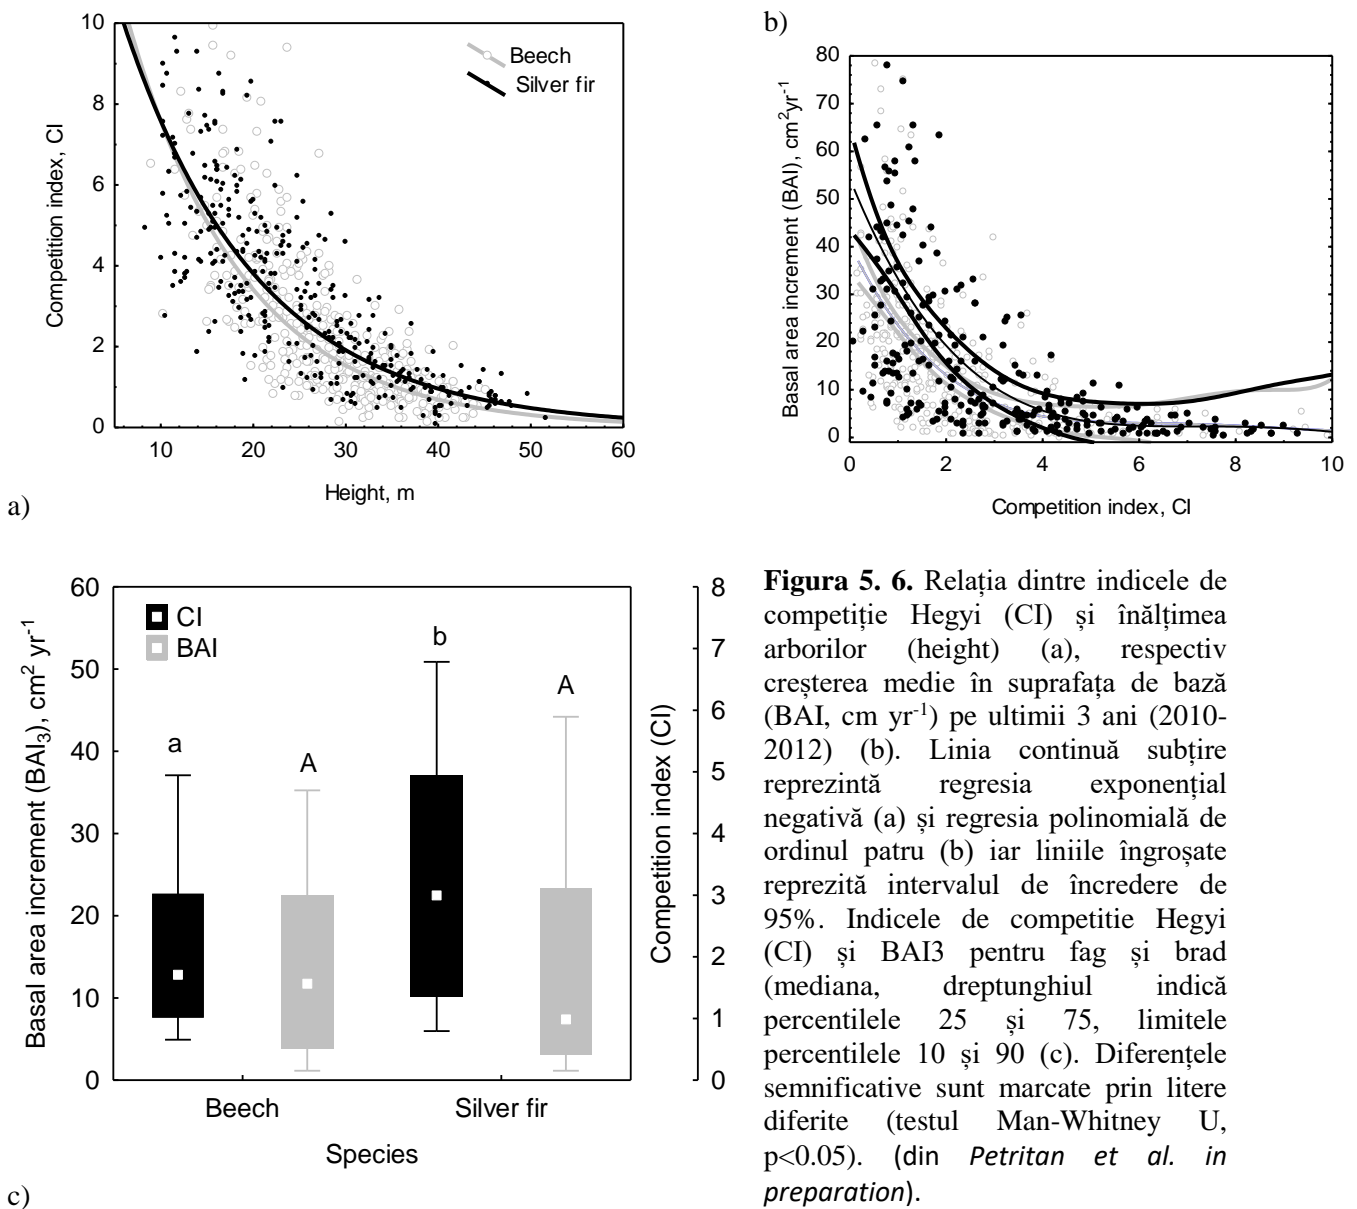 10
8
6
4
2
0
Competition index, CI
Beech
Silver fir
10
20
30
40
50
60
Height, m
a)
b)
80
70
60
50
40
30
20
10
0
Basal area increment (BAI), cm²yr⁻¹
0
2
4
6
8
10
Competition index, CI
60
50
40
30
20
10
0
Basal area increment (BAI₃), cm² yr⁻¹
CI
BAI
a
A
b
A
8
7
6
5
4
3
2
1
0
Competition index (CI)
Beech
Silver fir
Species
c)
Figura 5. 6. Relația dintre indicele de
competiție Hegyi (CI) și înălțimea
arborilor (height) (a), respectiv
creșterea medie în suprafața de bază
(BAI, cm yr⁻¹) pe ultimii 3 ani (2010-
2012) (b). Linia continuă subțire
reprezintă regresia exponențial
negativă (a) și regresia polinomială de
ordinul patru (b) iar liniile îngroșate
reprezită intervalul de încredere de
95%. Indicele de competitie Hegyi
(CI) și BAI3 pentru fag și brad
(mediana, dreptunghiul indică
percentilele 25 și 75, limitele
percentilele 10 și 90 (c). Diferențele
semnificative sunt marcate prin litere
diferite (testul Man-Whitney U,
p<0.05). (din Petritan et al. in
preparation).